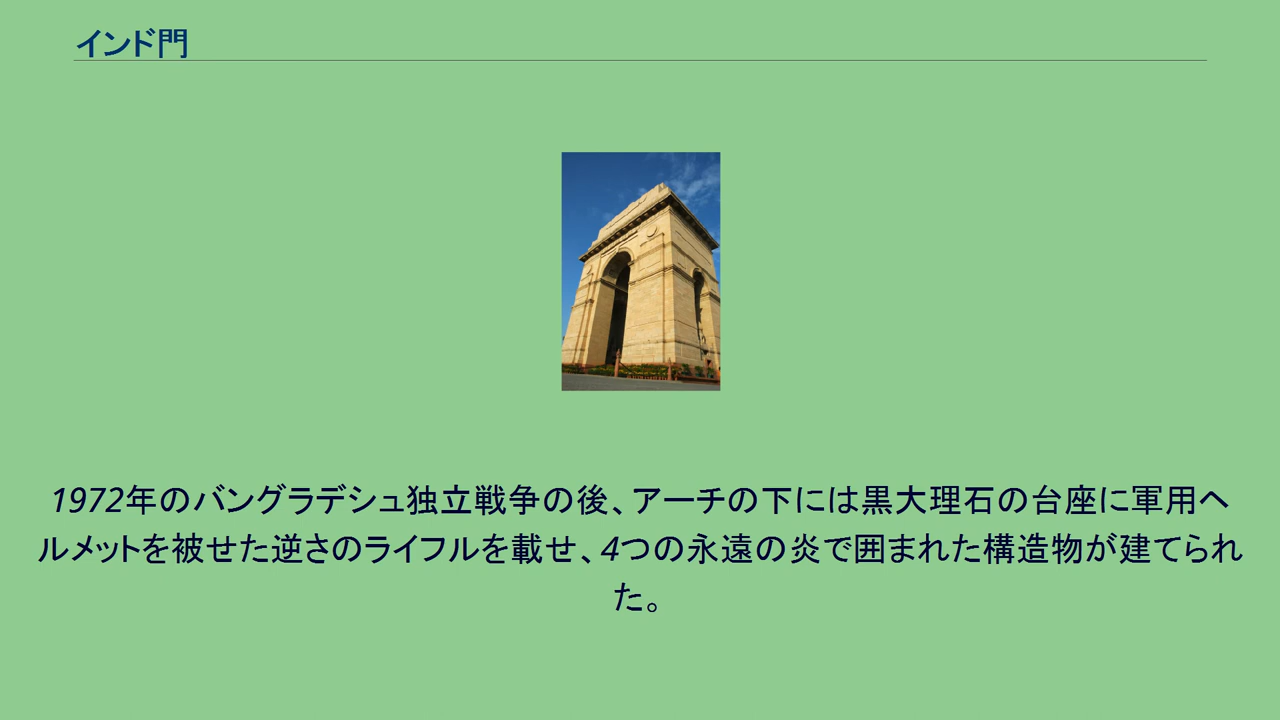 インド門
1972年のバングラデシュ独立戦争の後、アーチの下には黒大理石の台座に軍用ヘ
ルメットを被せた逆さのライフルを載せ、4つの永遠の炎で囲まれた構造物が建てられ
た。